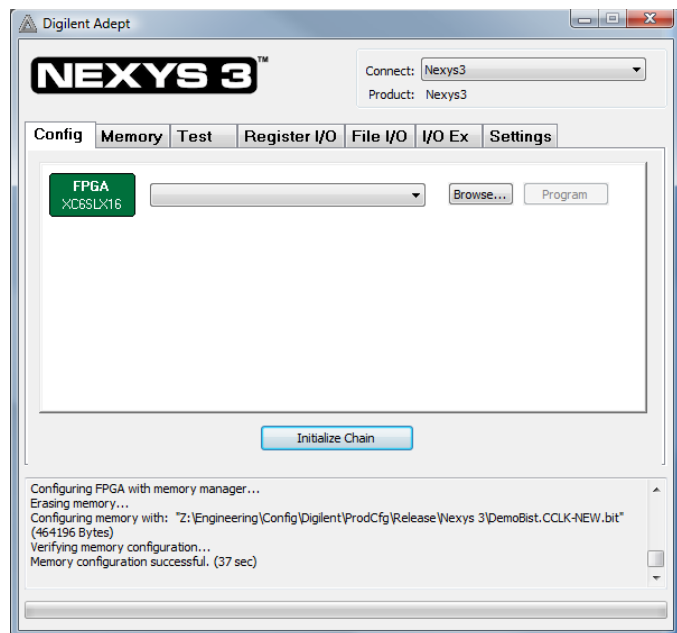 Digilent Adept
NEXYS 3™
Connect: Nexys3
Product: Nexys3
Config Memory Test Register I/O File I/O I/O Ex Settings
FPGA
XC6SLX16
Browse... Program
Initialize Chain
Configuring FPGA with memory manager...
Erasing memory...
Configuring memory with: "Z:\Engineering\Config\Digilent\ProdCfg\Release\Nexys 3\DemoBist.CCLK-NEW.bit"
(464196 Bytes)
Verifying memory configuration...
Memory configuration successful. (37 sec)